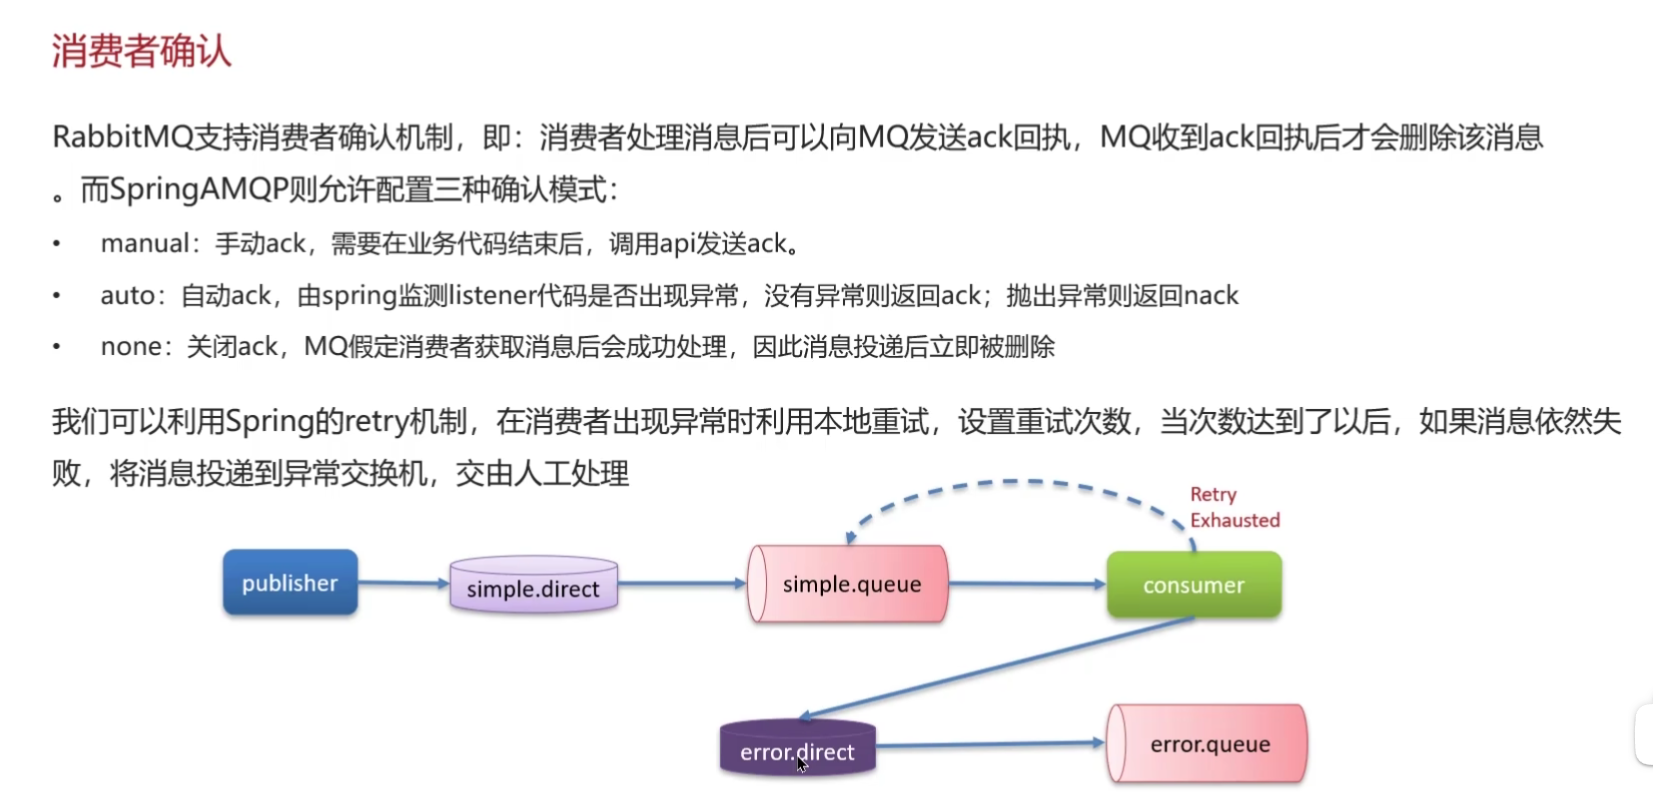 消费者确认
RabbitMQ支持消费者确认机制，即：消费者处理消息后可以向MQ发送ack回执，MQ收到ack回执后才会删除该消息
。而SpringAMQP则允许配置三种确认模式：
• manual：手动ack，需要在业务代码结束后，调用api发送ack。
• auto：自动ack，由spring监测listener代码是否出现异常，没有异常则返回ack；抛出异常则返回nack
• none：关闭ack，MQ假定消费者获取消息后会成功处理，因此消息投递后立即被删除
我们可以利用Spring的retry机制，在消费者出现异常时利用本地重试，设置重试次数，当次数达到了以后，如果消息依然失
败，将消息投递到异常交换机，交由人工处理
Retry
Exhausted
publisher
simple.direct
simple.queue
consumer
error.direct
error.queue